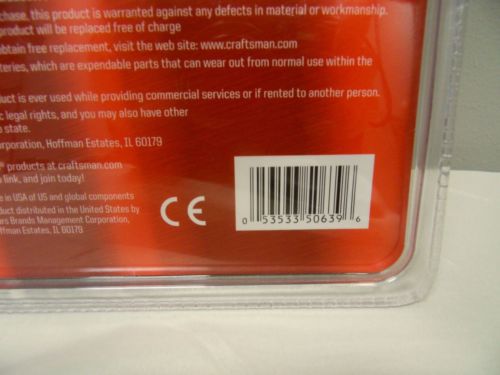 chase, this product is warranted against any defects in material or workmanship.
product will be replaced free of charge
obtain free replacement, visit the web site: www.craftsman.com
teries, which are expendable parts that can wear out from normal use within the
duct is ever used while providing commercial services or if rented to another person.
c legal rights, and you may also have other
o state.
orporation, Hoffman Estates, IL 60179
products at craftsman.com
o link, and join today!
e in USA of US and global components
duct distributed in the United States by
ars Brands Management Corporation,
offman Estates, IL 60179
CE
0 53533 50639 6